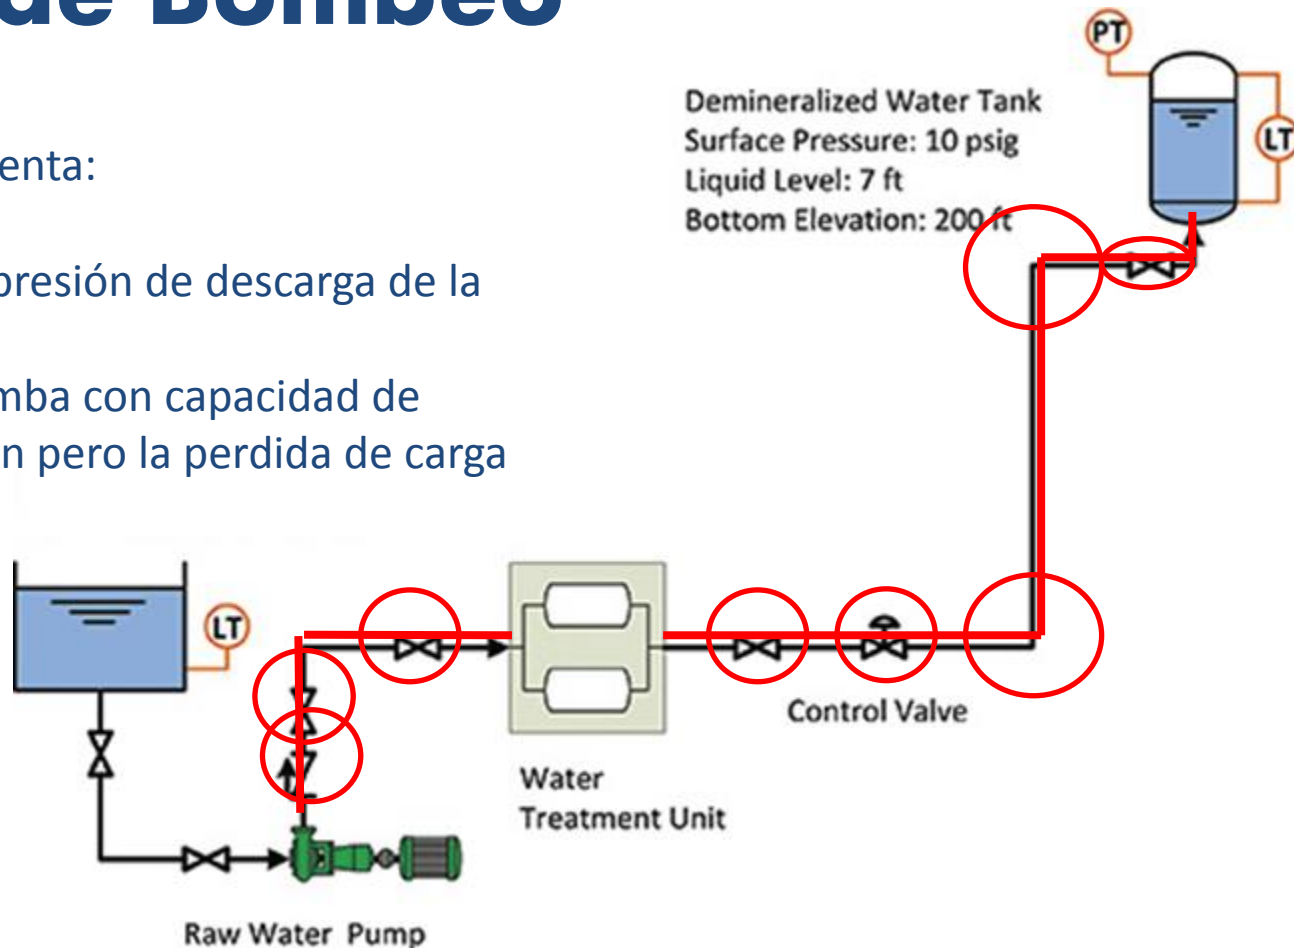 de Bombeo
enta:
presión de descarga de la
mba con capacidad de
n pero la perdida de carga
PT
Demineralized Water Tank
Surface Pressure: 10 psig
Liquid Level: 7 ft
Bottom Elevation: 200 ft
LT
LT
Control Valve
Water
Treatment Unit
Raw Water Pump